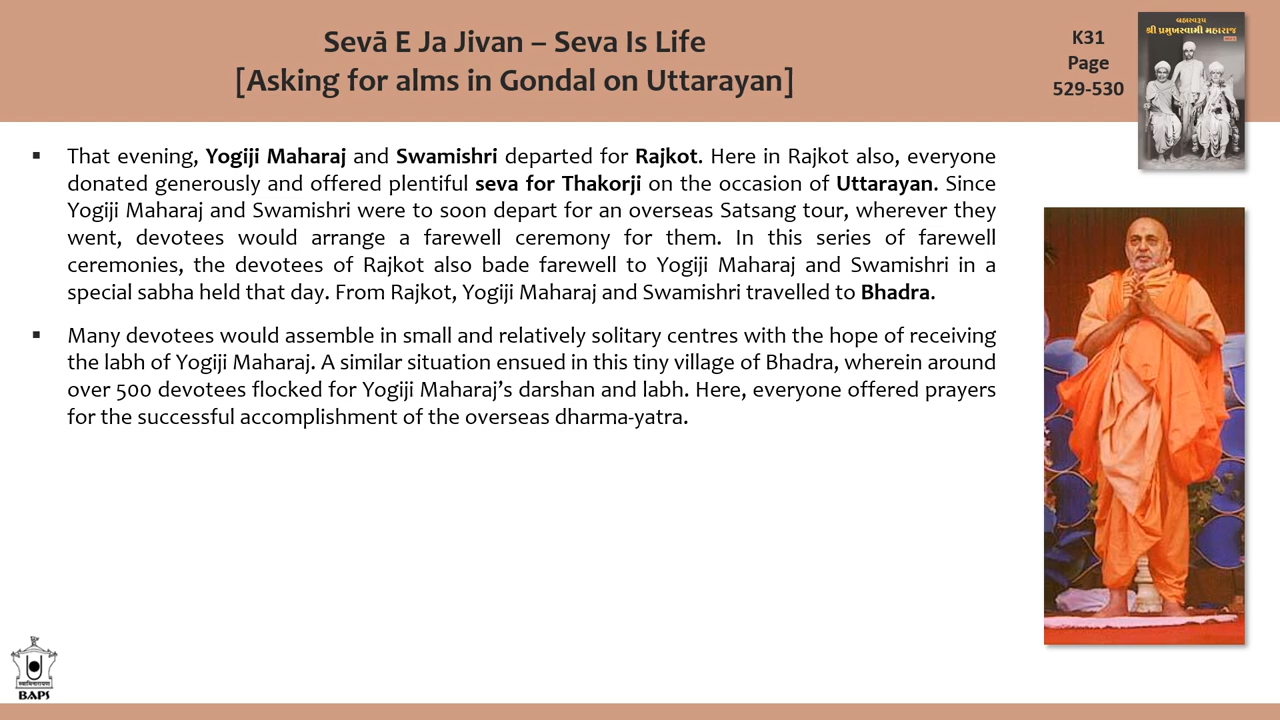 Sevā E Ja Jivan – Seva Is Life
[Asking for alms in Gondal on Uttarayan]
K31
Page
529-530
બ્રહ્મસ્વરૂપ
શ્રી પ્રમુખસ્વામી મહારાજ
▪ That evening, Yogiji Maharaj and Swamishri departed for Rajkot. Here in Rajkot also, everyone
donated generously and offered plentiful seva for Thakorji on the occasion of Uttarayan. Since
Yogiji Maharaj and Swamishri were to soon depart for an overseas Satsang tour, wherever they
went, devotees would arrange a farewell ceremony for them. In this series of farewell
ceremonies, the devotees of Rajkot also bade farewell to Yogiji Maharaj and Swamishri in a
special sabha held that day. From Rajkot, Yogiji Maharaj and Swamishri travelled to Bhadra.
▪ Many devotees would assemble in small and relatively solitary centres with the hope of receiving
the labh of Yogiji Maharaj. A similar situation ensued in this tiny village of Bhadra, wherein around
over 500 devotees flocked for Yogiji Maharaj’s darshan and labh. Here, everyone offered prayers
for the successful accomplishment of the overseas dharma-yatra.
स्वामिनारायण
BAPS